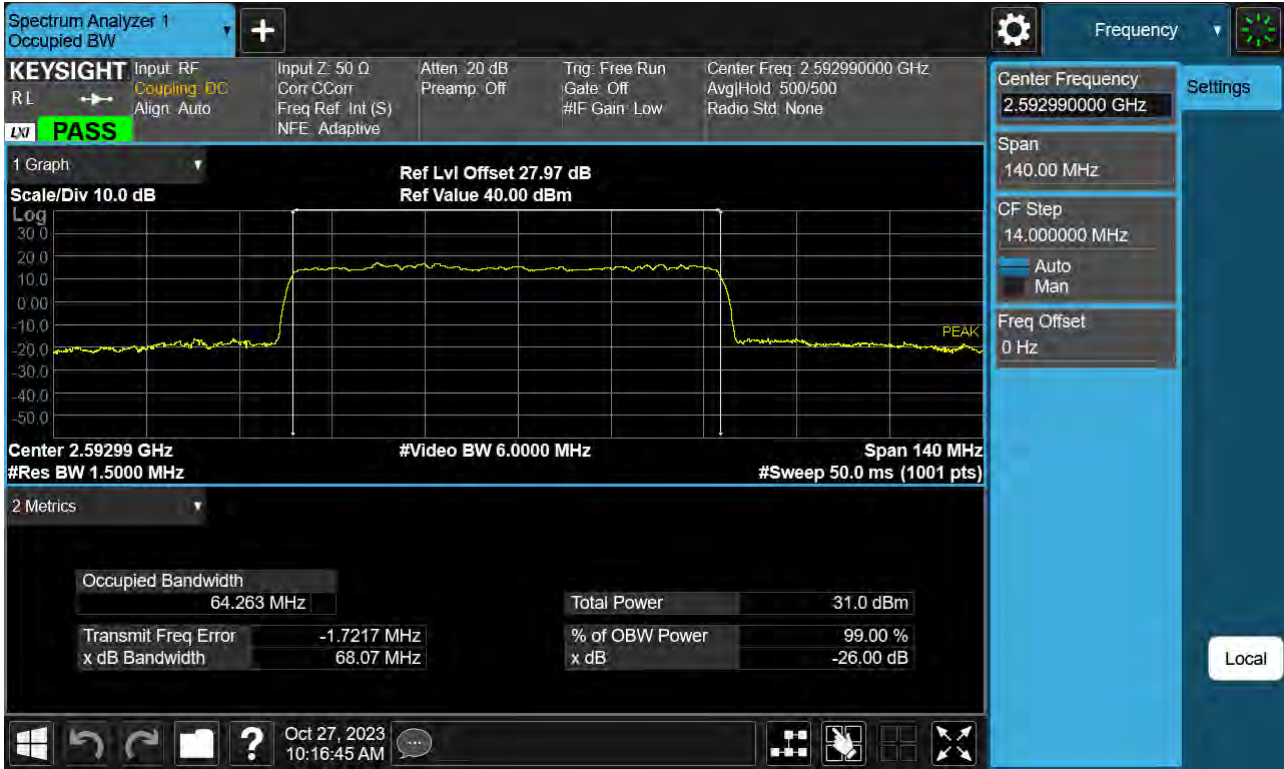 Spectrum Analyzer 1
Occupied BW
Frequency
KEYSIGHT
R L
LXI
PASS
Input: RF
Coupling: DC
Align: Auto
Input Z: 50 Ω
Corr CCorr
Freq Ref: Int (S)
NFE: Adaptive
Atten: 20 dB
Preamp: Off
Trig: Free Run
Gate: Off
#IF Gain: Low
Center Freq: 2.592990000 GHz
Avg|Hold: 500/500
Radio Std: None
Center Frequency
2.592990000 GHz
Settings
Span
140.00 MHz
CF Step
14.000000 MHz
Auto
Man
Freq Offset
0 Hz
Local
1 Graph
Scale/Div 10.0 dB
Ref Lvl Offset 27.97 dB
Ref Value 40.00 dBm
Log
30.0
20.0
10.0
0.00
-10.0
-20.0
-30.0
-40.0
-50.0
PEAK
Center 2.59299 GHz
#Video BW 6.0000 MHz
Span 140 MHz
#Res BW 1.5000 MHz
#Sweep 50.0 ms (1001 pts)
2 Metrics
Occupied Bandwidth
64.263 MHz
Total Power 31.0 dBm
Transmit Freq Error -1.7217 MHz
% of OBW Power 99.00 %
x dB Bandwidth 68.07 MHz
x dB -26.00 dB
?
Oct 27, 2023
10:16:45 AM